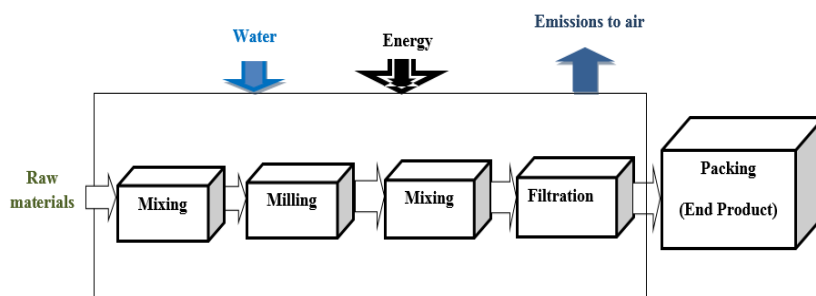 Water
Energy
Emissions to air
Raw
materials
Mixing
Milling
Mixing
Filtration
Packing
(End Product)